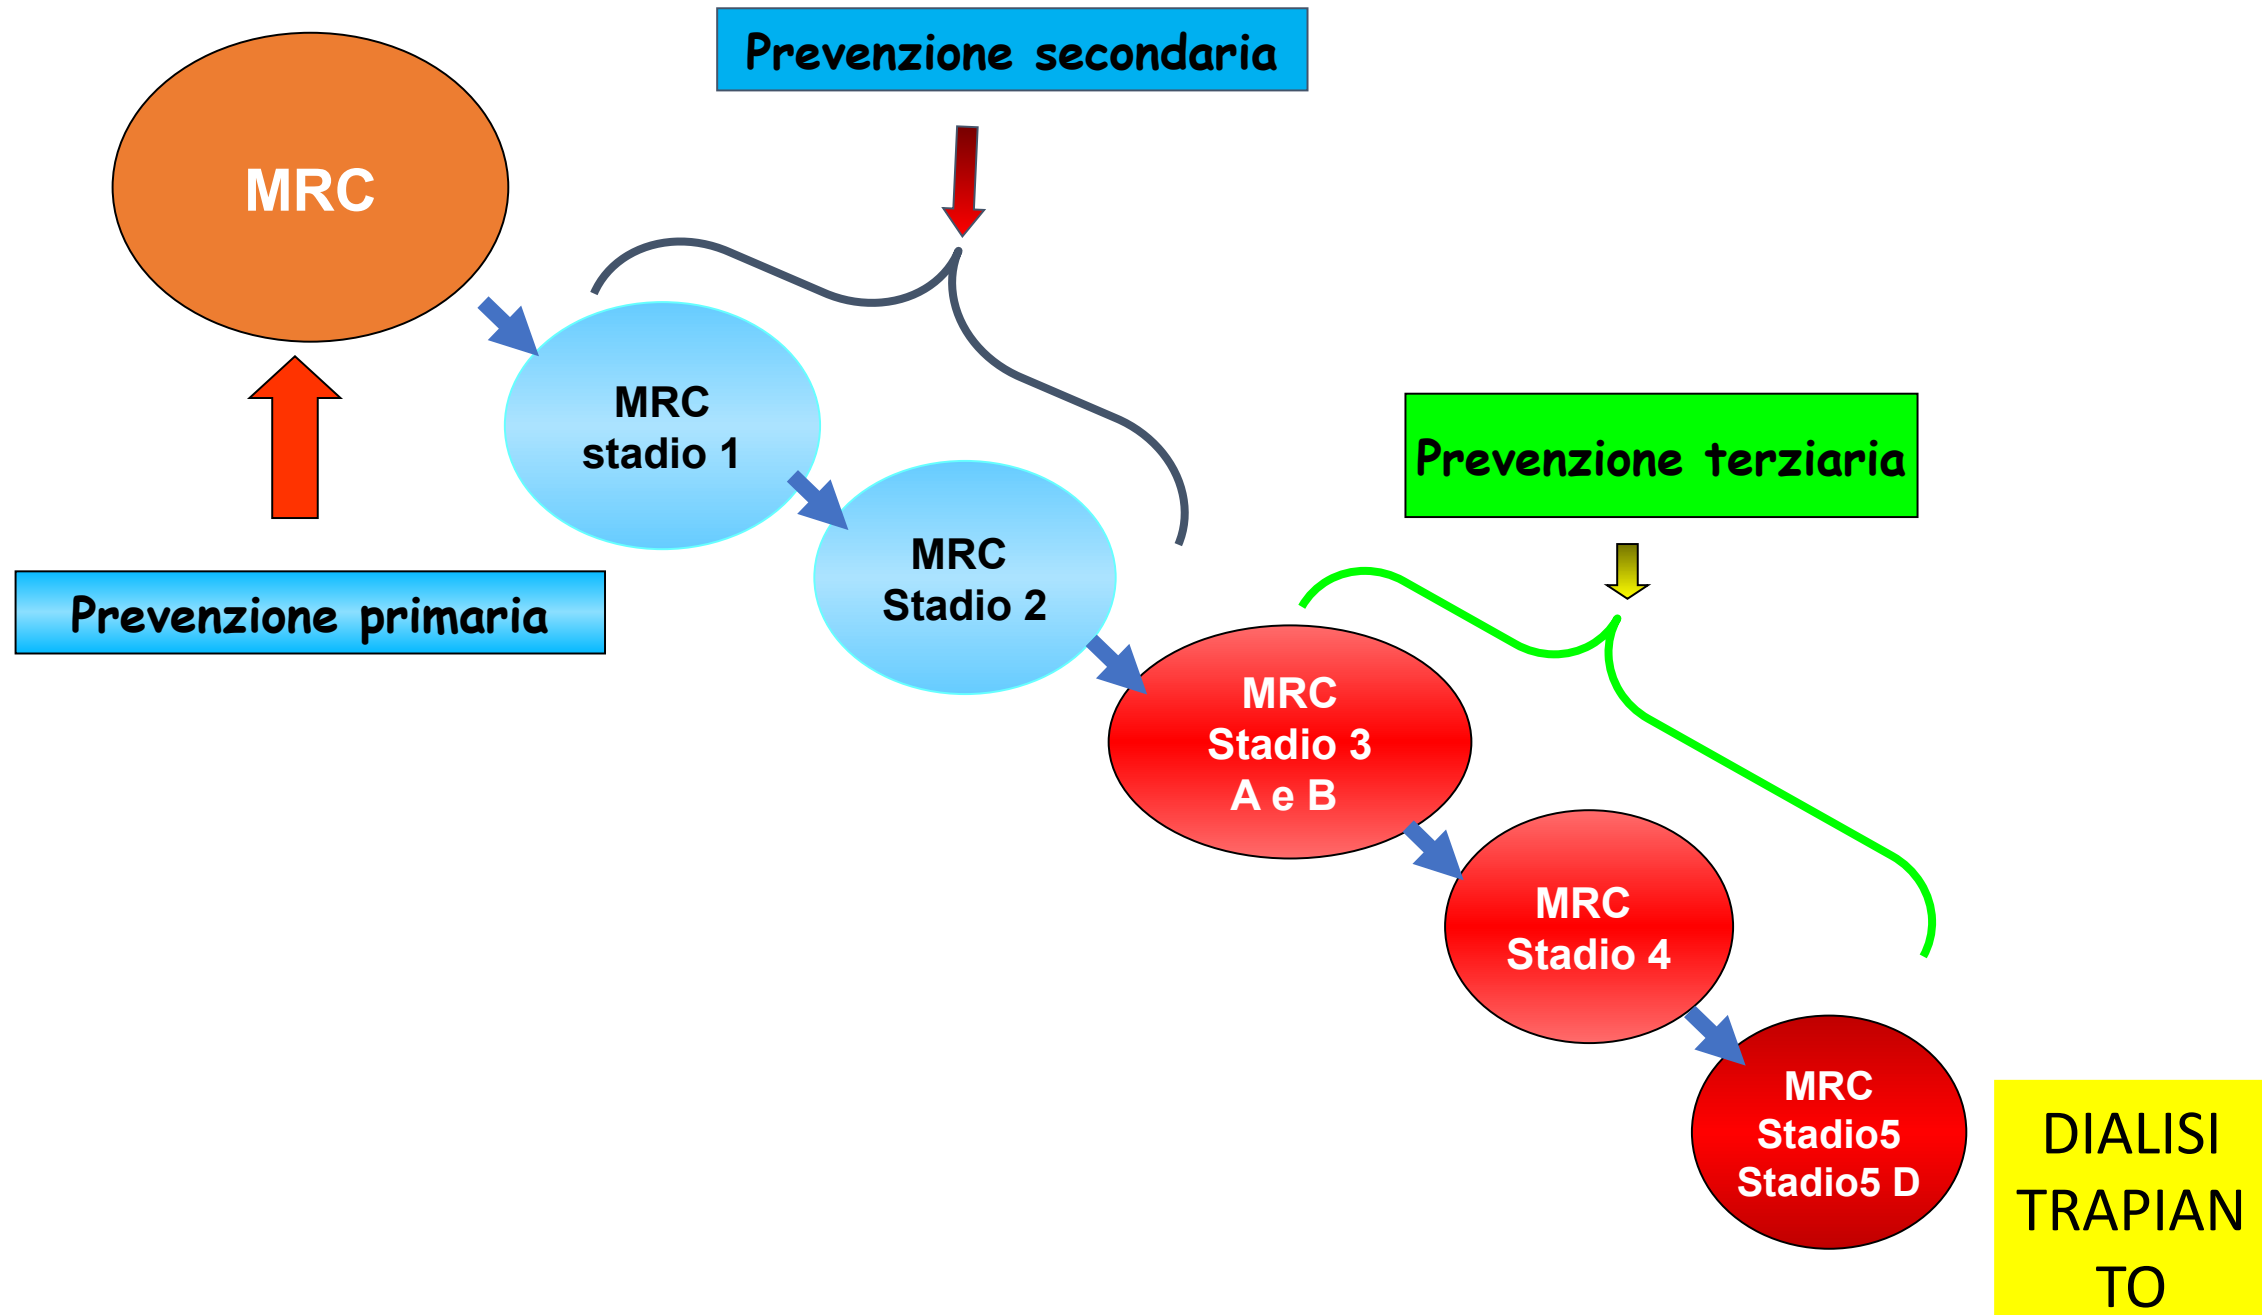 Prevenzione secondaria
MRC
MRC
stadio 1
Prevenzione terziaria
MRC
Stadio 2
Prevenzione primaria
MRC
Stadio 3
A e B
MRC
Stadio 4
MRC
Stadio5
Stadio5 D
DIALISI
TRAPIAN
TO